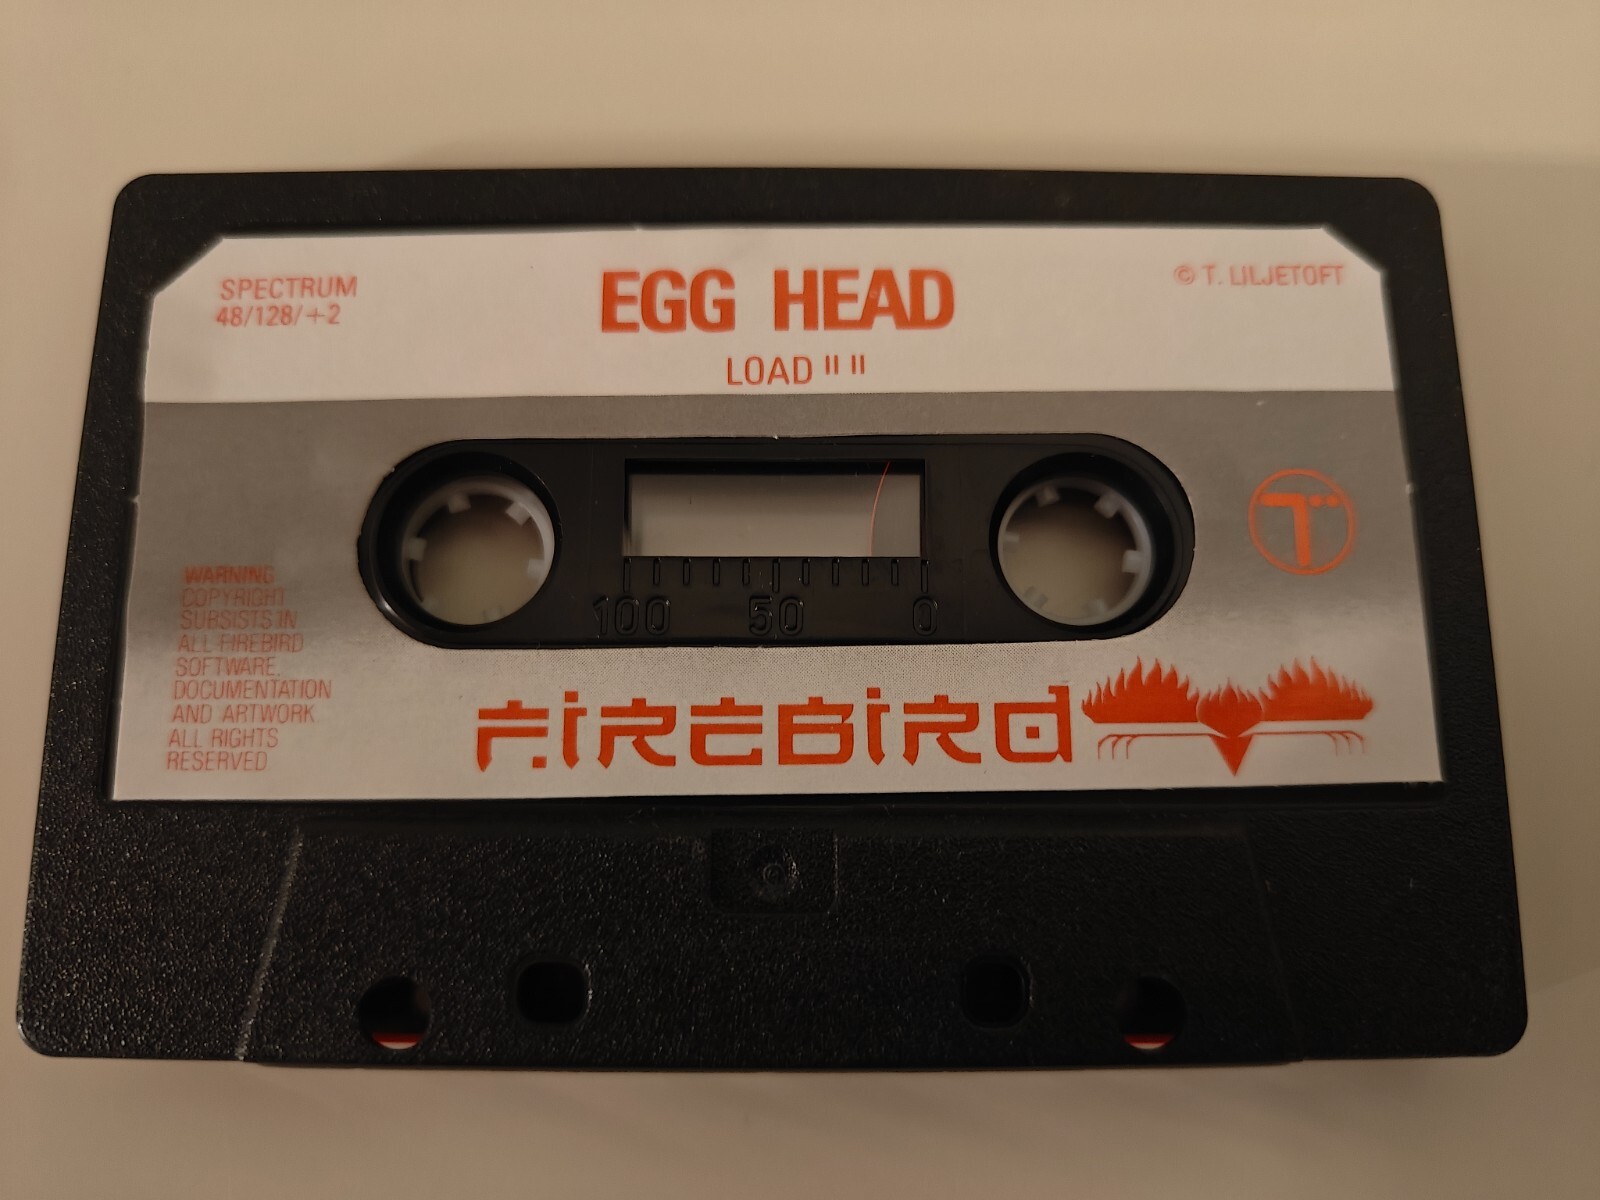 SPECTRUM
48/128/+2
EGG HEAD
LOAD " "
© T. LILJETOFT
T
100 50 0
WARNING
COPYRIGHT
SUBSISTS IN
ALL FIREBIRD
SOFTWARE.
DOCUMENTATION
AND ARTWORK.
ALL RIGHTS
RESERVED
FIREBIRD